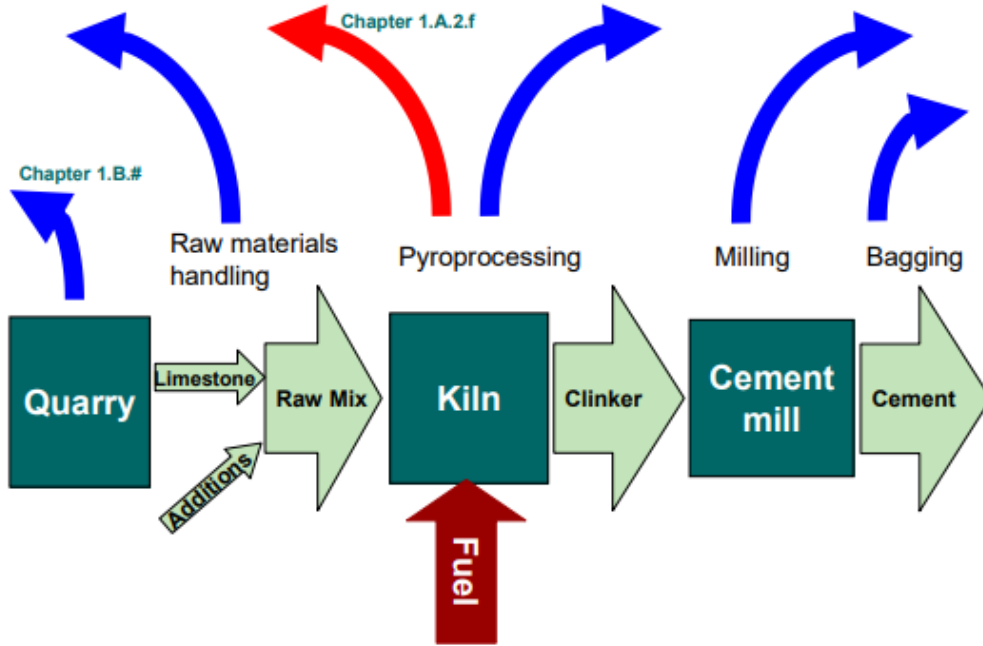 Chapter 1.A.2.f
Chapter 1.B.#
Raw materials
handling
Pyroprocessing
Milling
Bagging
Quarry
Limestone
Additions
Raw Mix
Kiln
Fuel
Clinker
Cement
mill
Cement